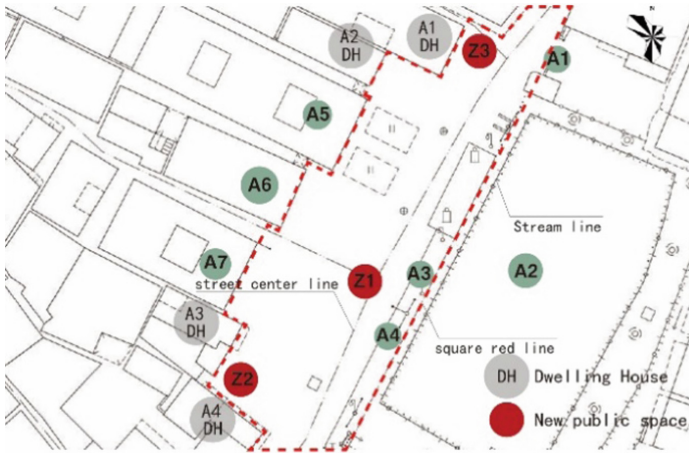 A2
DH
A1
DH
Z3
A1
A5
A6
Stream line
A7
Z1
A3
A2
street center line
A3
DH
A4
square red line
Z2
DH Dwelling House
A4
DH
New public space